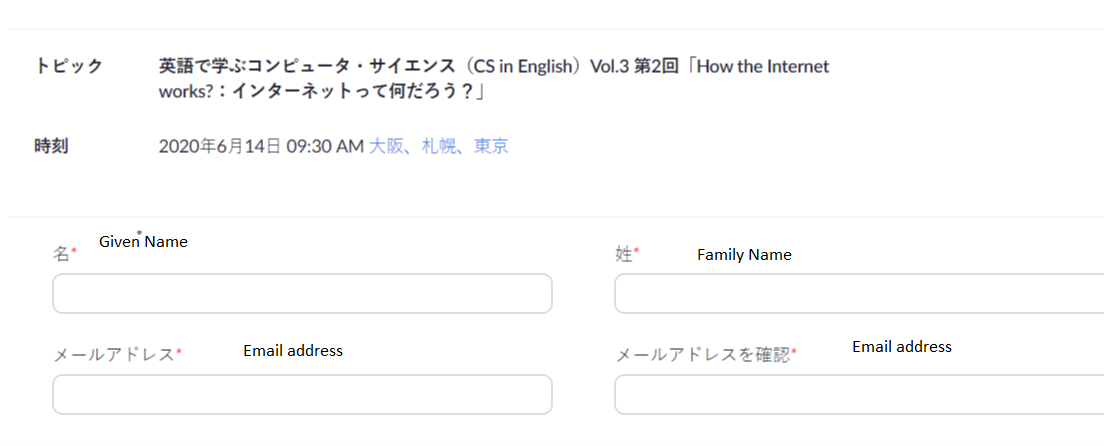 トピック 英語で学ぶコンピュータ・サイエンス（CS in English）Vol.3 第2回「How the Internet
works?：インターネットって何だろう？」
時刻 2020年6月14日 09:30 AM 大阪、札幌、東京
名* Given Name 姓* Family Name
メールアドレス* Email address メールアドレスを確認* Email address